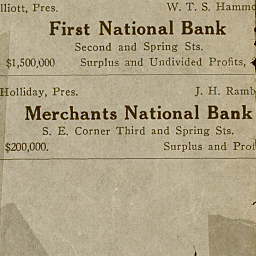 lliott, Pres. W. T. S. Hammo
First National Bank
Second and Spring Sts.
$1,500,000 Surplus and Undivided Profits,
Holliday, Pres. J. H. Ramb
Merchants National Bank
S. E. Corner Third and Spring Sts.
$200,000. Surplus and Prof